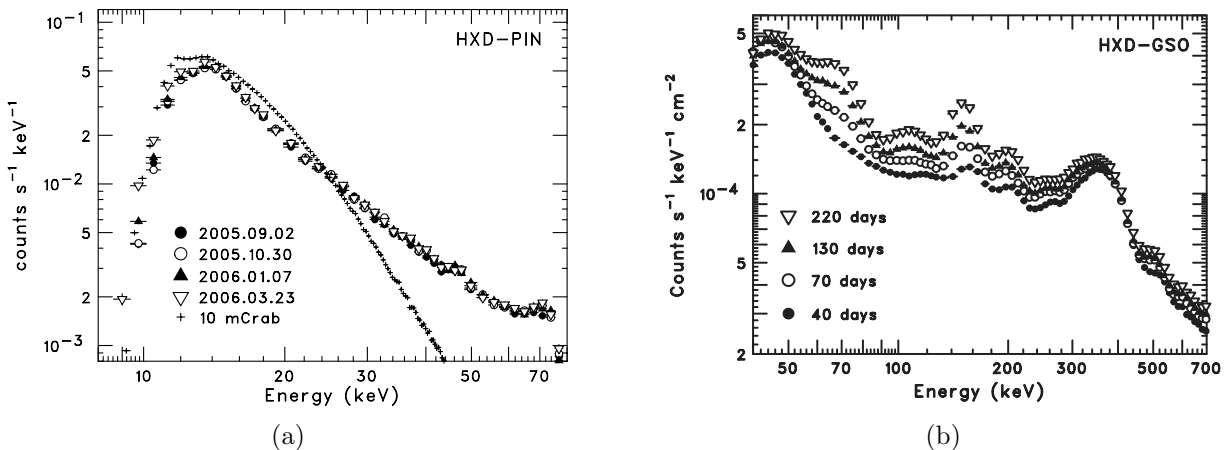 10⁻¹
HXD-PIN
5
2
10⁻²
5
2
10⁻³
counts s⁻¹ keV⁻¹
2005.09.02
2005.10.30
2006.01.07
2006.03.23
10 mCrab
10 20 30 40 50 70
Energy (keV)
(a)
5
HXD-GSO
2
10⁻⁴
5
2
Counts s⁻¹ keV⁻¹ cm⁻²
220 days
130 days
70 days
40 days
50 100 200 300 500 700
Energy (keV)
(b)